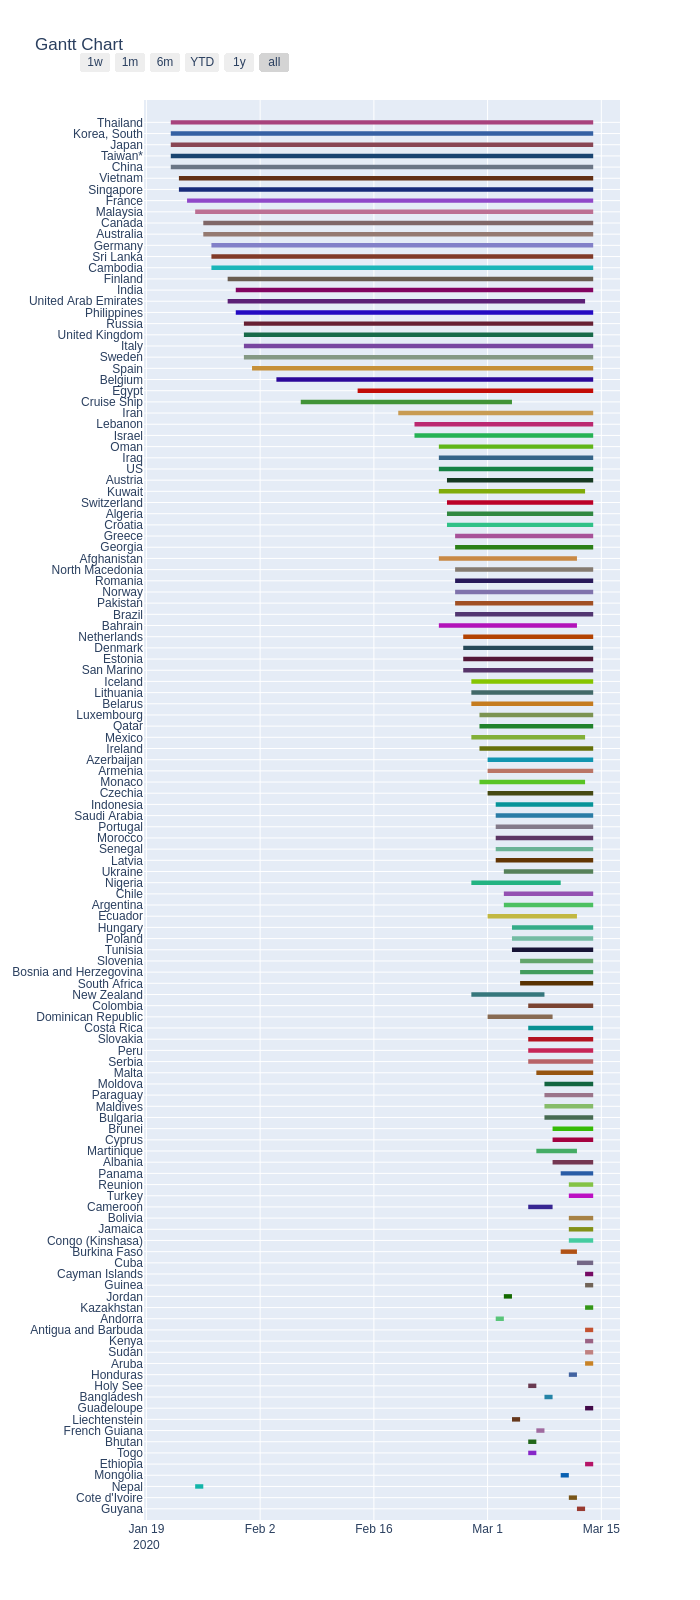 Gantt Chart
1w 1m 6m YTD 1y all
Thailand
Korea, South
Japan
Taiwan*
China
Vietnam
Singapore
France
Malaysia
Canada
Australia
Germany
Sri Lanka
Cambodia
Finland
India
United Arab Emirates
Philippines
Russia
United Kingdom
Italy
Sweden
Spain
Belgium
Egypt
Cruise Ship
Iran
Lebanon
Israel
Oman
Iraq
US
Austria
Kuwait
Switzerland
Algeria
Croatia
Greece
Georgia
Afghanistan
North Macedonia
Romania
Norway
Pakistan
Brazil
Bahrain
Netherlands
Denmark
Estonia
San Marino
Iceland
Lithuania
Belarus
Luxembourg
Qatar
Mexico
Ireland
Azerbaijan
Armenia
Monaco
Czechia
Indonesia
Saudi Arabia
Portugal
Morocco
Senegal
Latvia
Ukraine
Nigeria
Chile
Argentina
Ecuador
Hungary
Poland
Tunisia
Slovenia
Bosnia and Herzegovina
South Africa
New Zealand
Colombia
Dominican Republic
Costa Rica
Slovakia
Peru
Serbia
Malta
Moldova
Paraguay
Maldives
Bulgaria
Brunei
Cyprus
Martinique
Albania
Panama
Reunion
Turkey
Cameroon
Bolivia
Jamaica
Congo (Kinshasa)
Burkina Faso
Cuba
Cayman Islands
Guinea
Jordan
Kazakhstan
Andorra
Antigua and Barbuda
Kenya
Sudan
Aruba
Honduras
Holy See
Bangladesh
Guadeloupe
Liechtenstein
French Guiana
Bhutan
Togo
Ethiopia
Mongolia
Nepal
Cote d'Ivoire
Guyana
Jan 19 Feb 2 Feb 16 Mar 1 Mar 15
2020